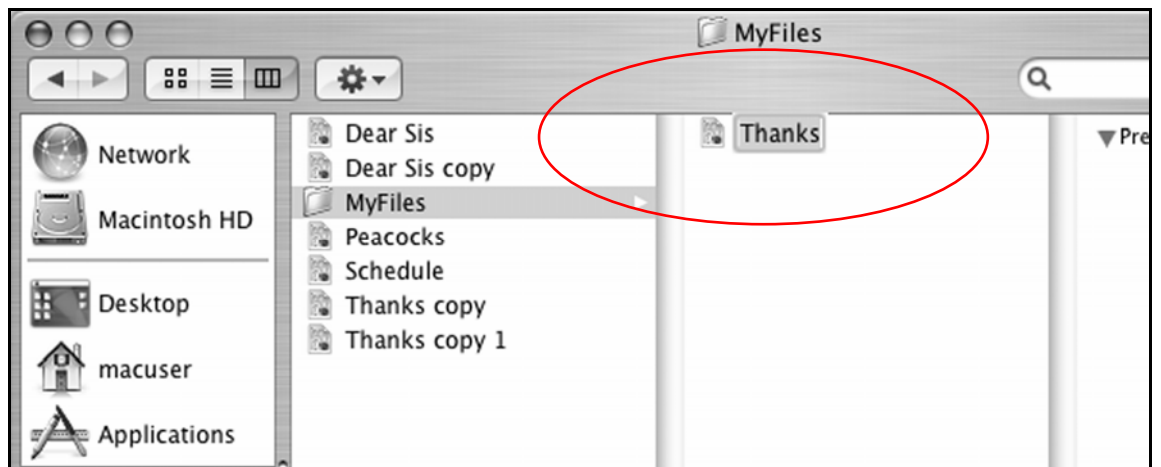 MyFiles
Network
Macintosh HD
Desktop
macuser
Applications
Dear Sis
Dear Sis copy
MyFiles
Peacocks
Schedule
Thanks copy
Thanks copy 1
Thanks
Pre